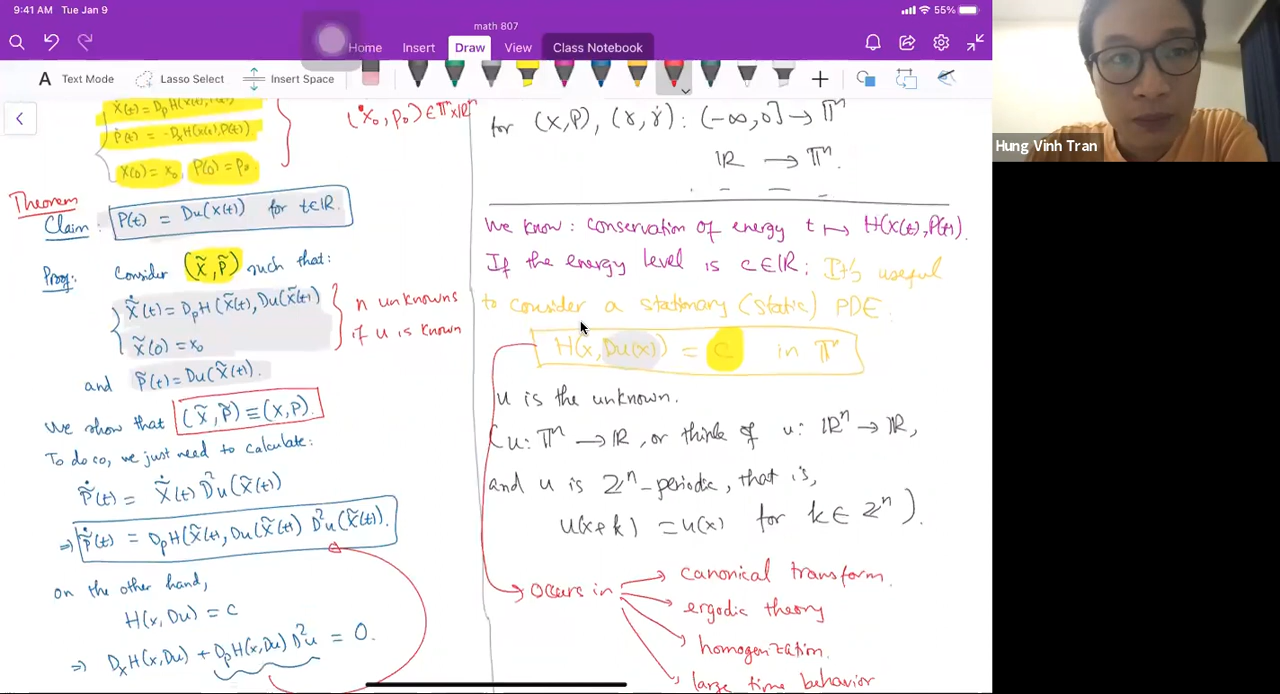 9:41 AM Tue Jan 9
55%
math 807
Home Insert Draw View Class Notebook
A Text Mode Lasso Select Insert Space
Hung Vinh Tran
Ẋ(t) = DpH(X(t), P(t))
Ṗ(t) = -DxH(X(t), P(t))
X(0) = x₀, P(0) = p₀
(x₀, p₀) ∈ 𝕋ⁿ×ℝⁿ
Theorem
Claim: P(t) = Du(X(t)) for t∈ℝ.
Proof: Consider (X̃, P̃) such that:
X̃̇(t) = DpH(X̃(t), Du(X̃(t))
X̃(0) = x₀
n unknowns
if u is known
and P̃(t) = Du(X̃(t)).
We show that (X̃, P̃) ≡ (X, P).
To do so, we just need to calculate:
P̃̇(t) = X̃̇(t) D²u(X̃(t))
⇒ P̃̇(t) = DpH(X̃(t), Du(X̃(t)) D²u(X̃(t)).
on the other hand,
H(x, Du) = c
⇒ DxH(x, Du) + DpH(x, Du) D²u = 0.
for (X, P), (γ, γ̇): (-∞, 0] → 𝕋ⁿ
ℝ → 𝕋ⁿ.
We know: conservation of energy t ↦ H(X(t), P(t)).
If the energy level is c∈ℝ: It's useful
to consider a stationary (static) PDE:
H(x, Du(x)) = c in 𝕋ⁿ
u is the unknown.
(u: 𝕋ⁿ → ℝ, or think of u: ℝⁿ → ℝ,
and u is ℤⁿ-periodic, that is,
u(x+k) = u(x) for k ∈ ℤⁿ).
→ occurs in → canonical transform.
→ ergodic theory
→ homogenization.
→ large time behavior